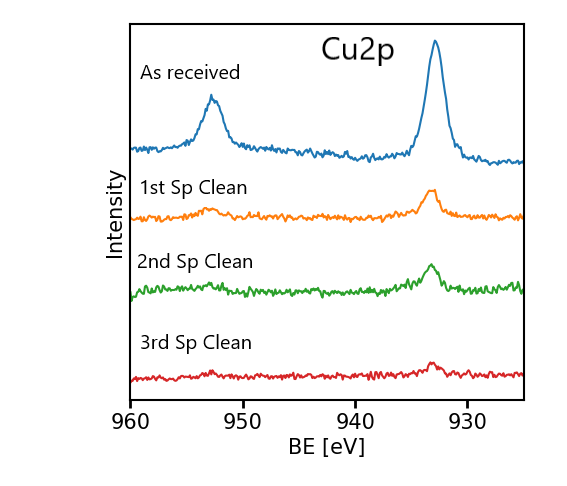 Cu2p
As received
1st Sp Clean
2nd Sp Clean
3rd Sp Clean
Intensity
960 950 940 930
BE [eV]